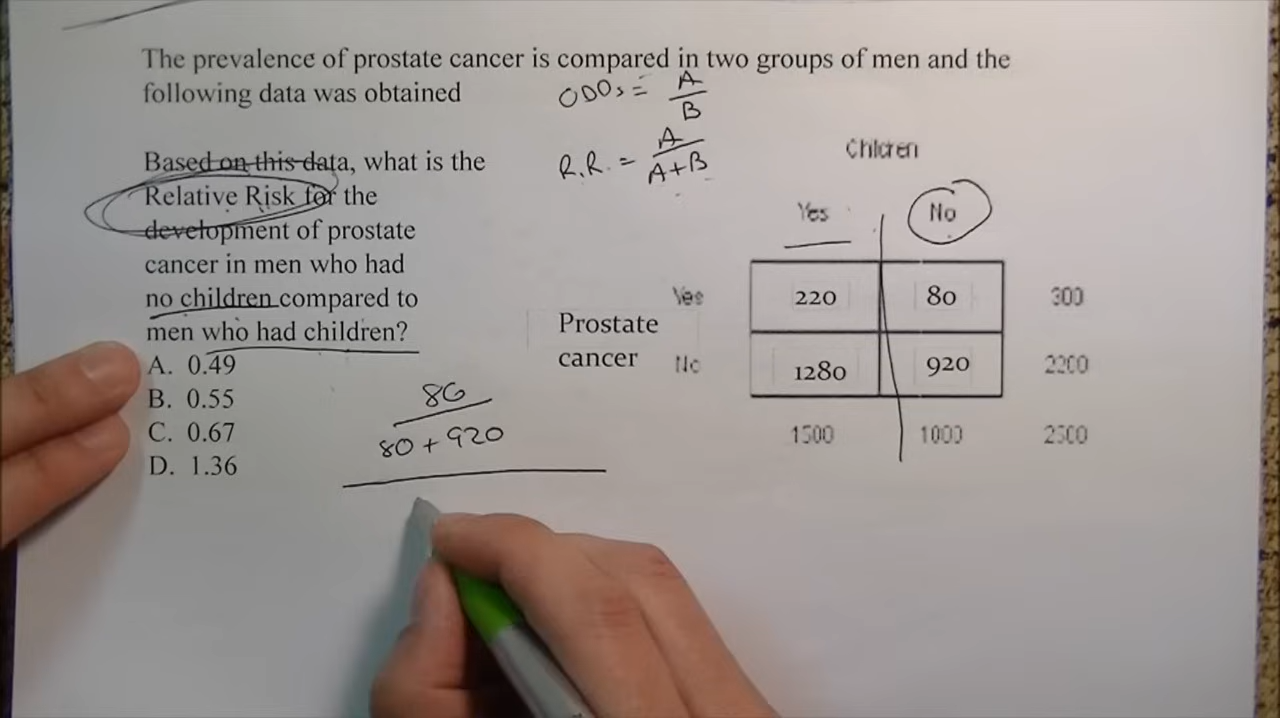 The prevalence of prostate cancer is compared in two groups of men and the
following data was obtained
ODDs = A
B
R.R. = A
A+B
Based on this data, what is the
Relative Risk for the
development of prostate
cancer in men who had
no children compared to
men who had children?
A. 0.49
B. 0.55
C. 0.67
D. 1.36
80
80 + 920
Children
Yes No
Prostate
cancer
Yes 220 80 300
No 1280 920 2200
1500 1000 2500